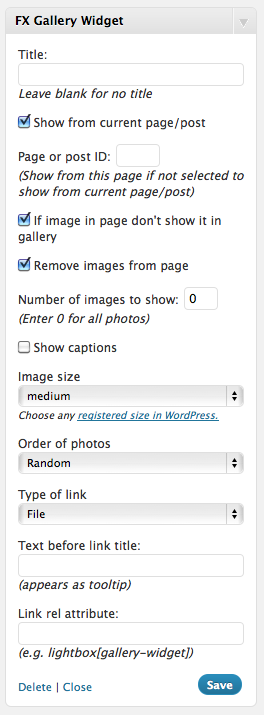 FX Gallery Widget
Title:
Leave blank for no title
Show from current page/post
Page or post ID:
(Show from this page if not selected to
show from current page/post)
If image in page don't show it in
gallery
Remove images from page
Number of images to show: 0
(Enter 0 for all photos)
Show captions
Image size
medium
Choose any registered size in WordPress.
Order of photos
Random
Type of link
File
Text before link title:
(appears as tooltip)
Link rel attribute:
(e.g. lightbox[gallery-widget])
Delete | Close Save